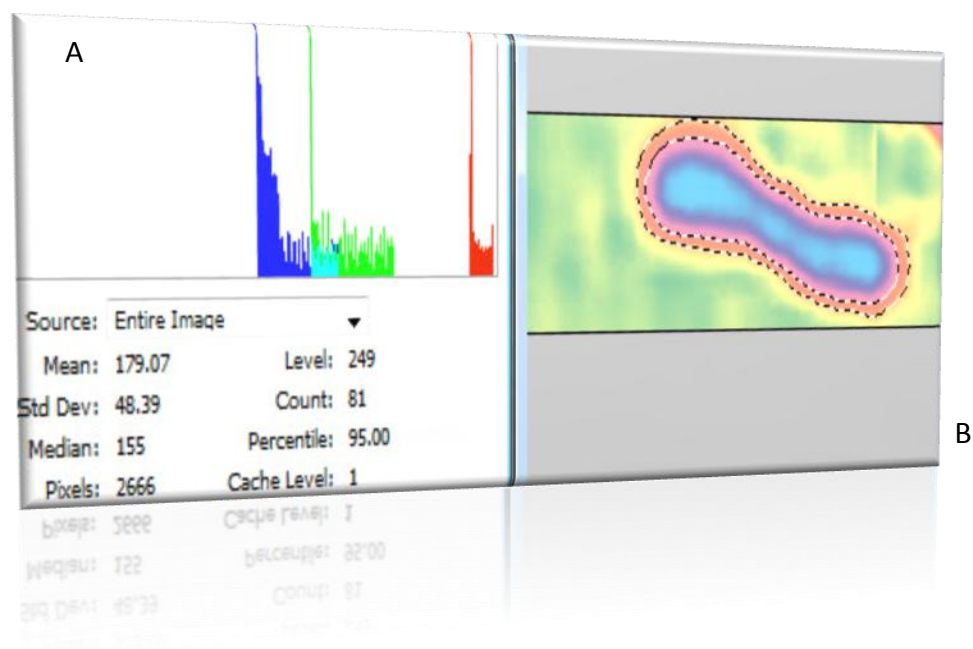 A
Source: Entire Image
Mean: 179.07 Level: 249
Std Dev: 48.39 Count: 81
Median: 155 Percentile: 95.00
Pixels: 2666 Cache Level: 1
B